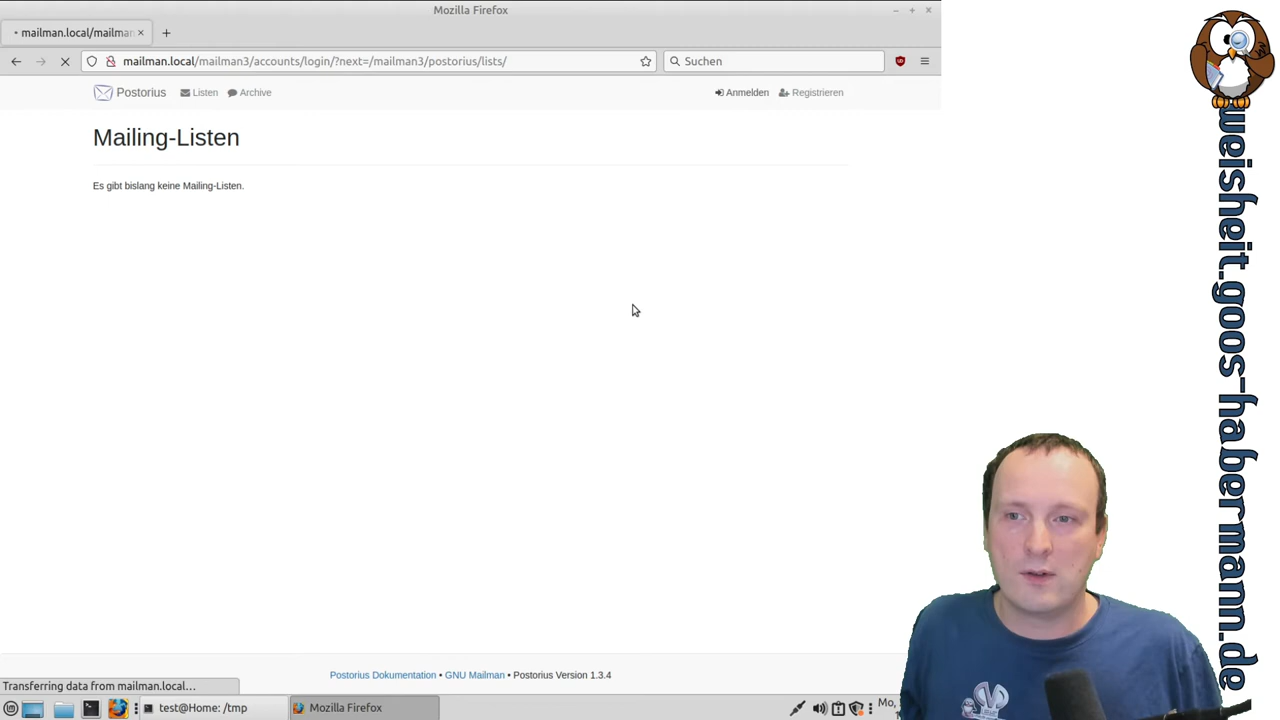 Mozilla Firefox
mailman.local/mailman
mailman.local/mailman3/accounts/login/?next=/mailman3/postorius/lists/
Suchen
Postorius
Listen
Archive
Anmelden
Registrieren
Mailing-Listen
Es gibt bislang keine Mailing-Listen.
Postorius Dokumentation • GNU Mailman • Postorius Version 1.3.4
Transferring data from mailman.local…
test@Home: /tmp
Mozilla Firefox
Mo,
weisheit.goos-habermann.de